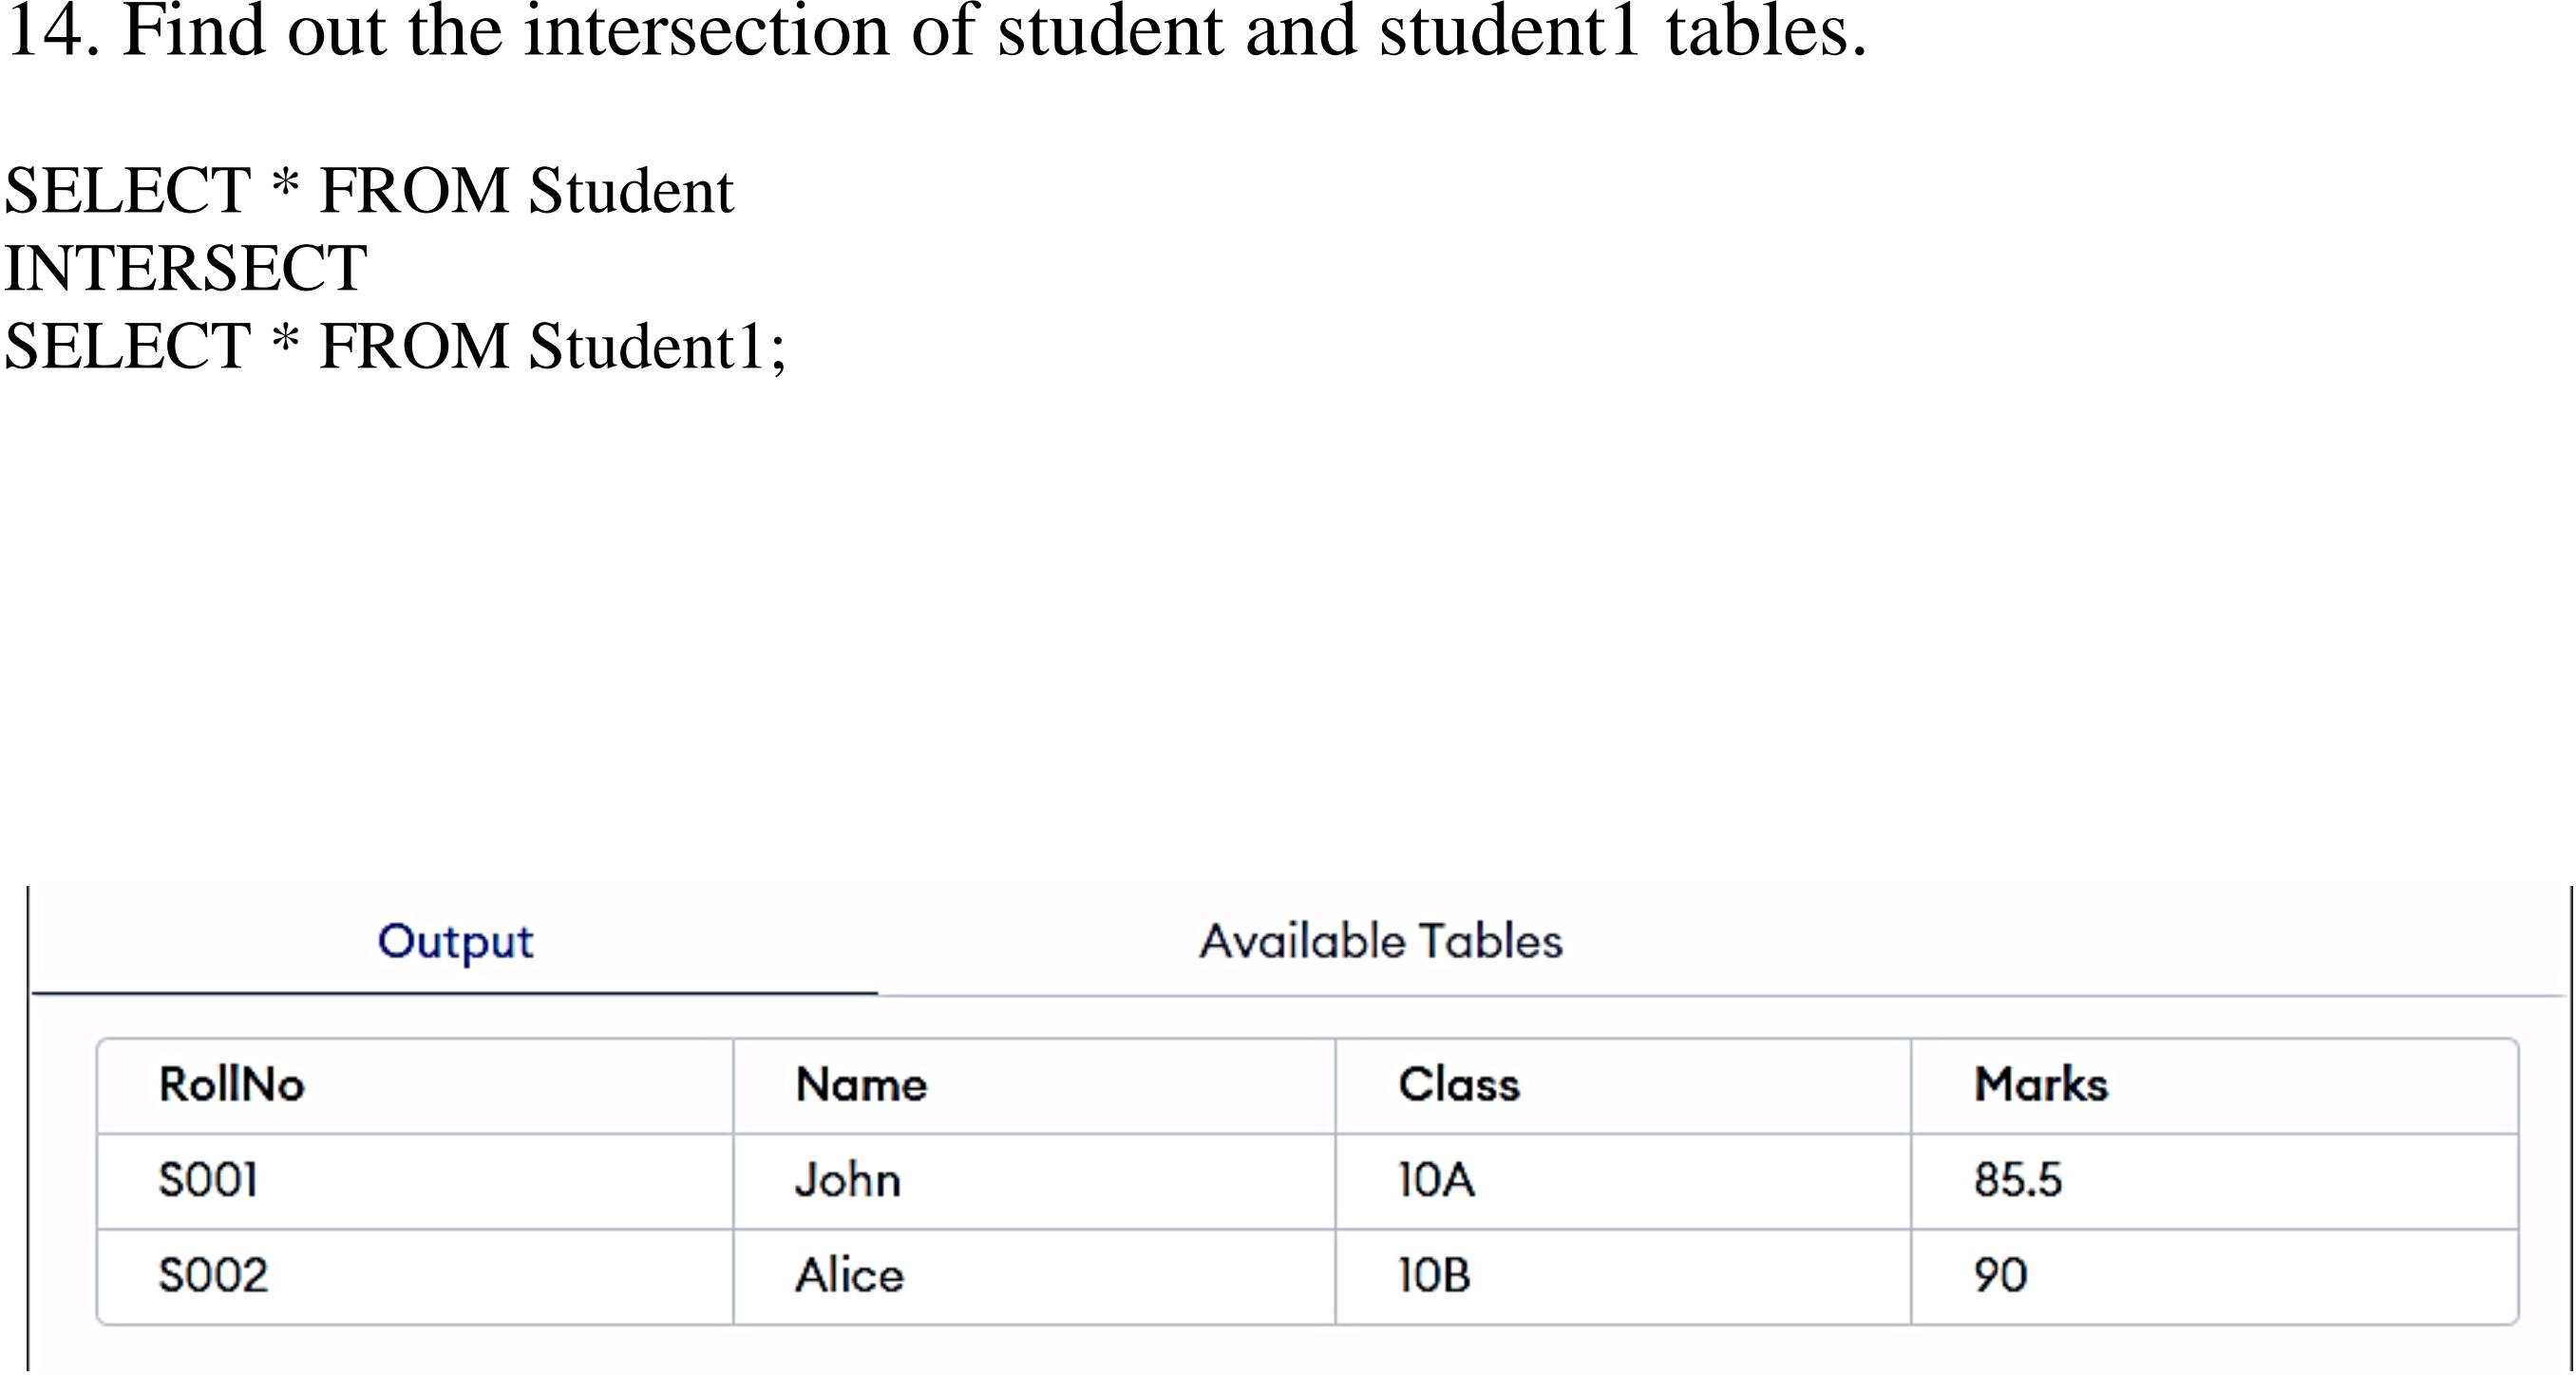 14. Find out the intersection of student and student1 tables.
SELECT * FROM Student
INTERSECT
SELECT * FROM Student1;
Output Available Tables
RollNo Name Class Marks
S001 John 10A 85.5
S002 Alice 10B 90